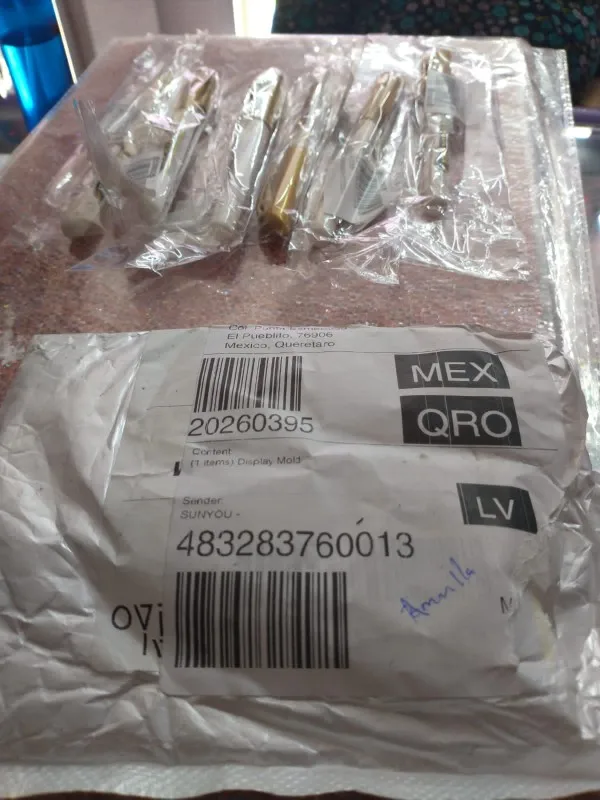 El Pueblito, 76906
Mexico, Queretaro
MEX
QRO
20260395
Content
(1 items) Display Mold
Sender:
SUNYOU -
LV
483283760013